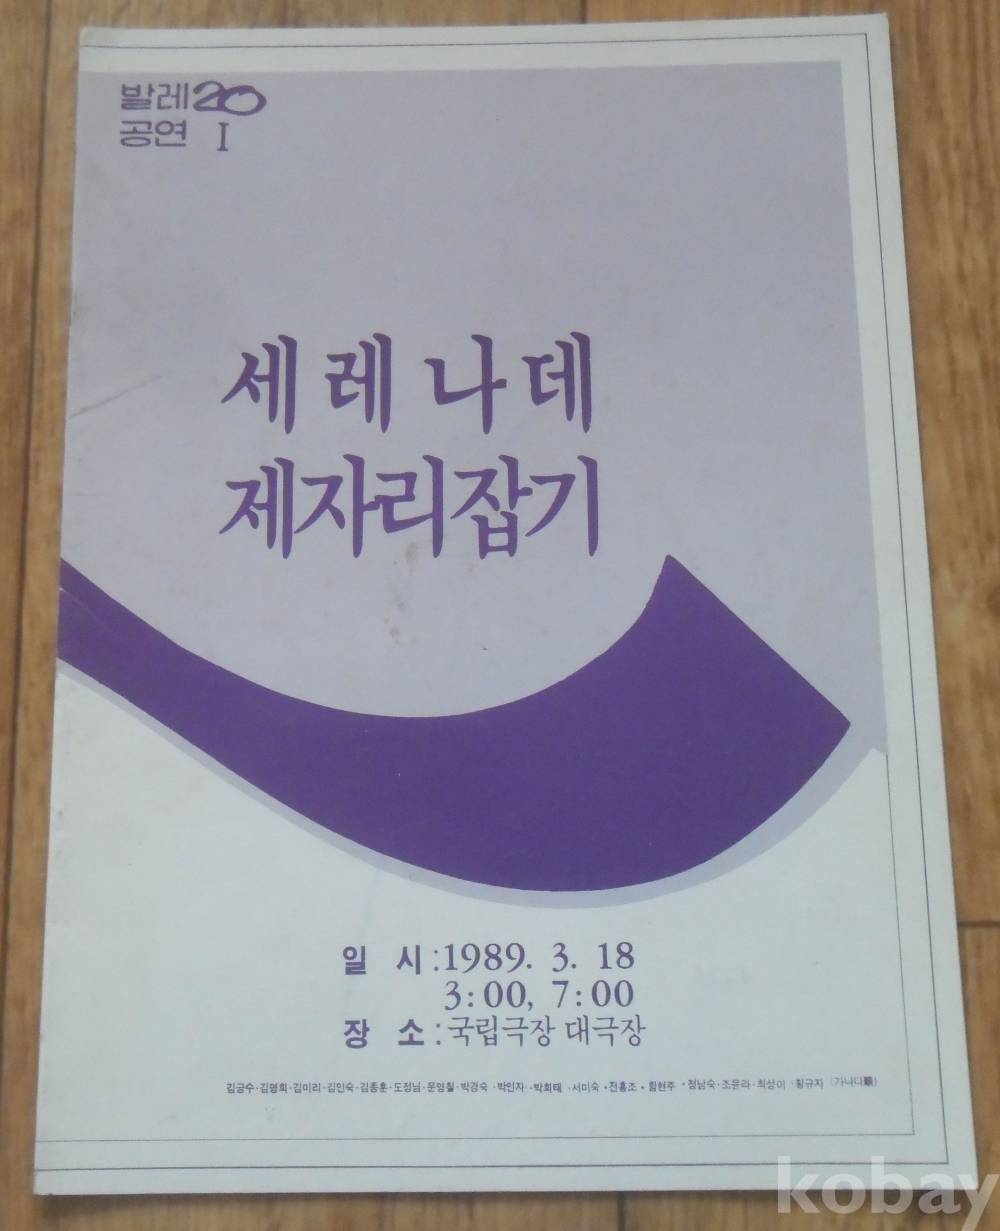 발레20
공연 I
세레나데
제자리잡기
일 시:1989. 3. 18
3:00, 7:00
장 소:국립극장 대극장
김긍수·김명회·김미리·김인숙·김종훈·도정님·문영철·박경숙·박인자·박희태·서미숙·전홍조·함현주·정남숙·조윤라·최상이·황규자 (가나다順)
kobay